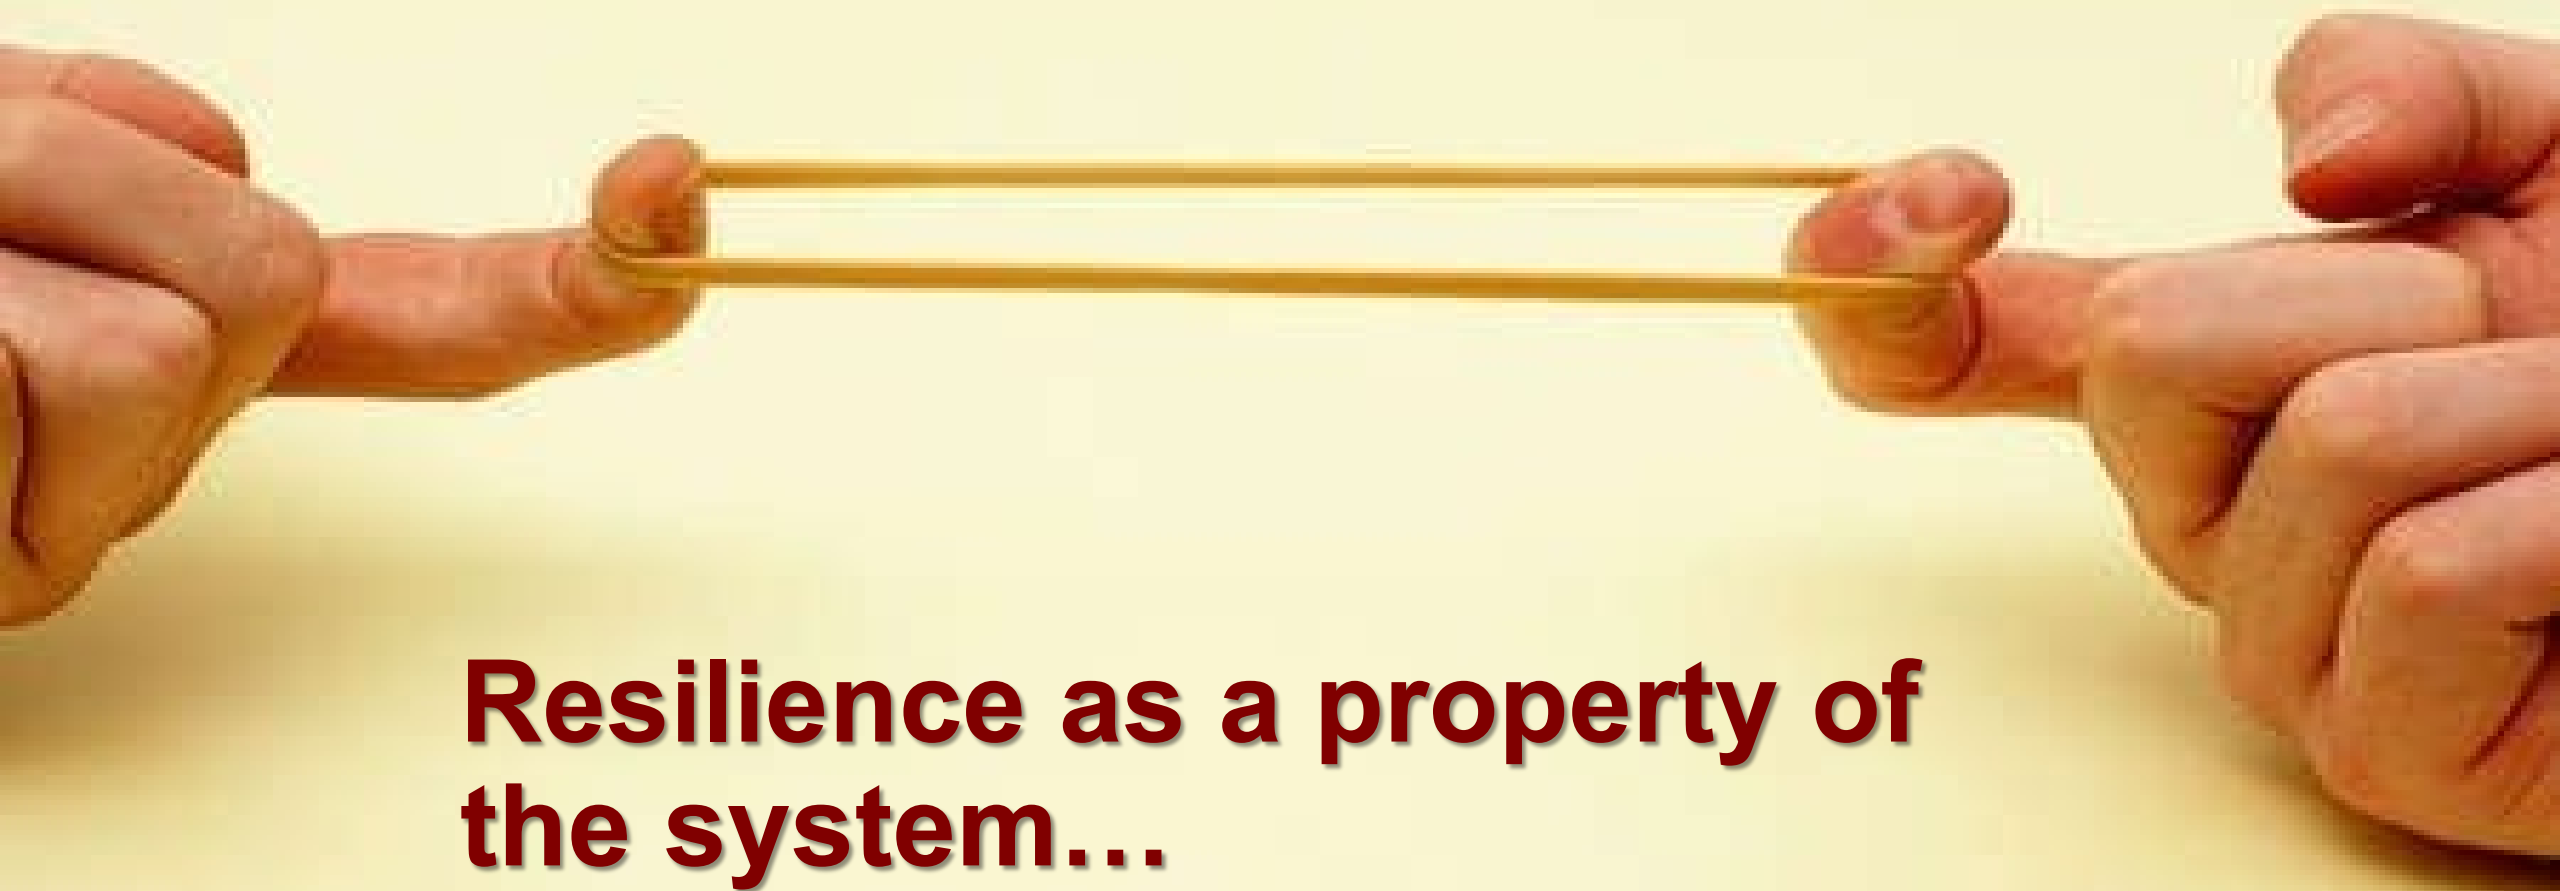 Resilience as a property of
the system…